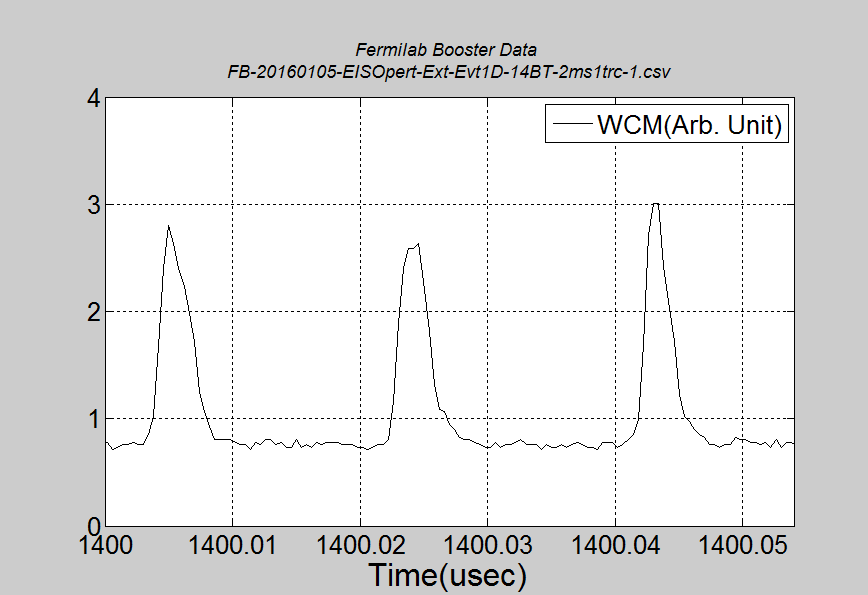 Fermilab Booster Data
FB-20160105-EISOpert-Ext-Evt1D-14BT-2ms1trc-1.csv
WCM(Arb. Unit)
4
3
2
1
0
1400 1400.01 1400.02 1400.03 1400.04 1400.05
Time(usec)